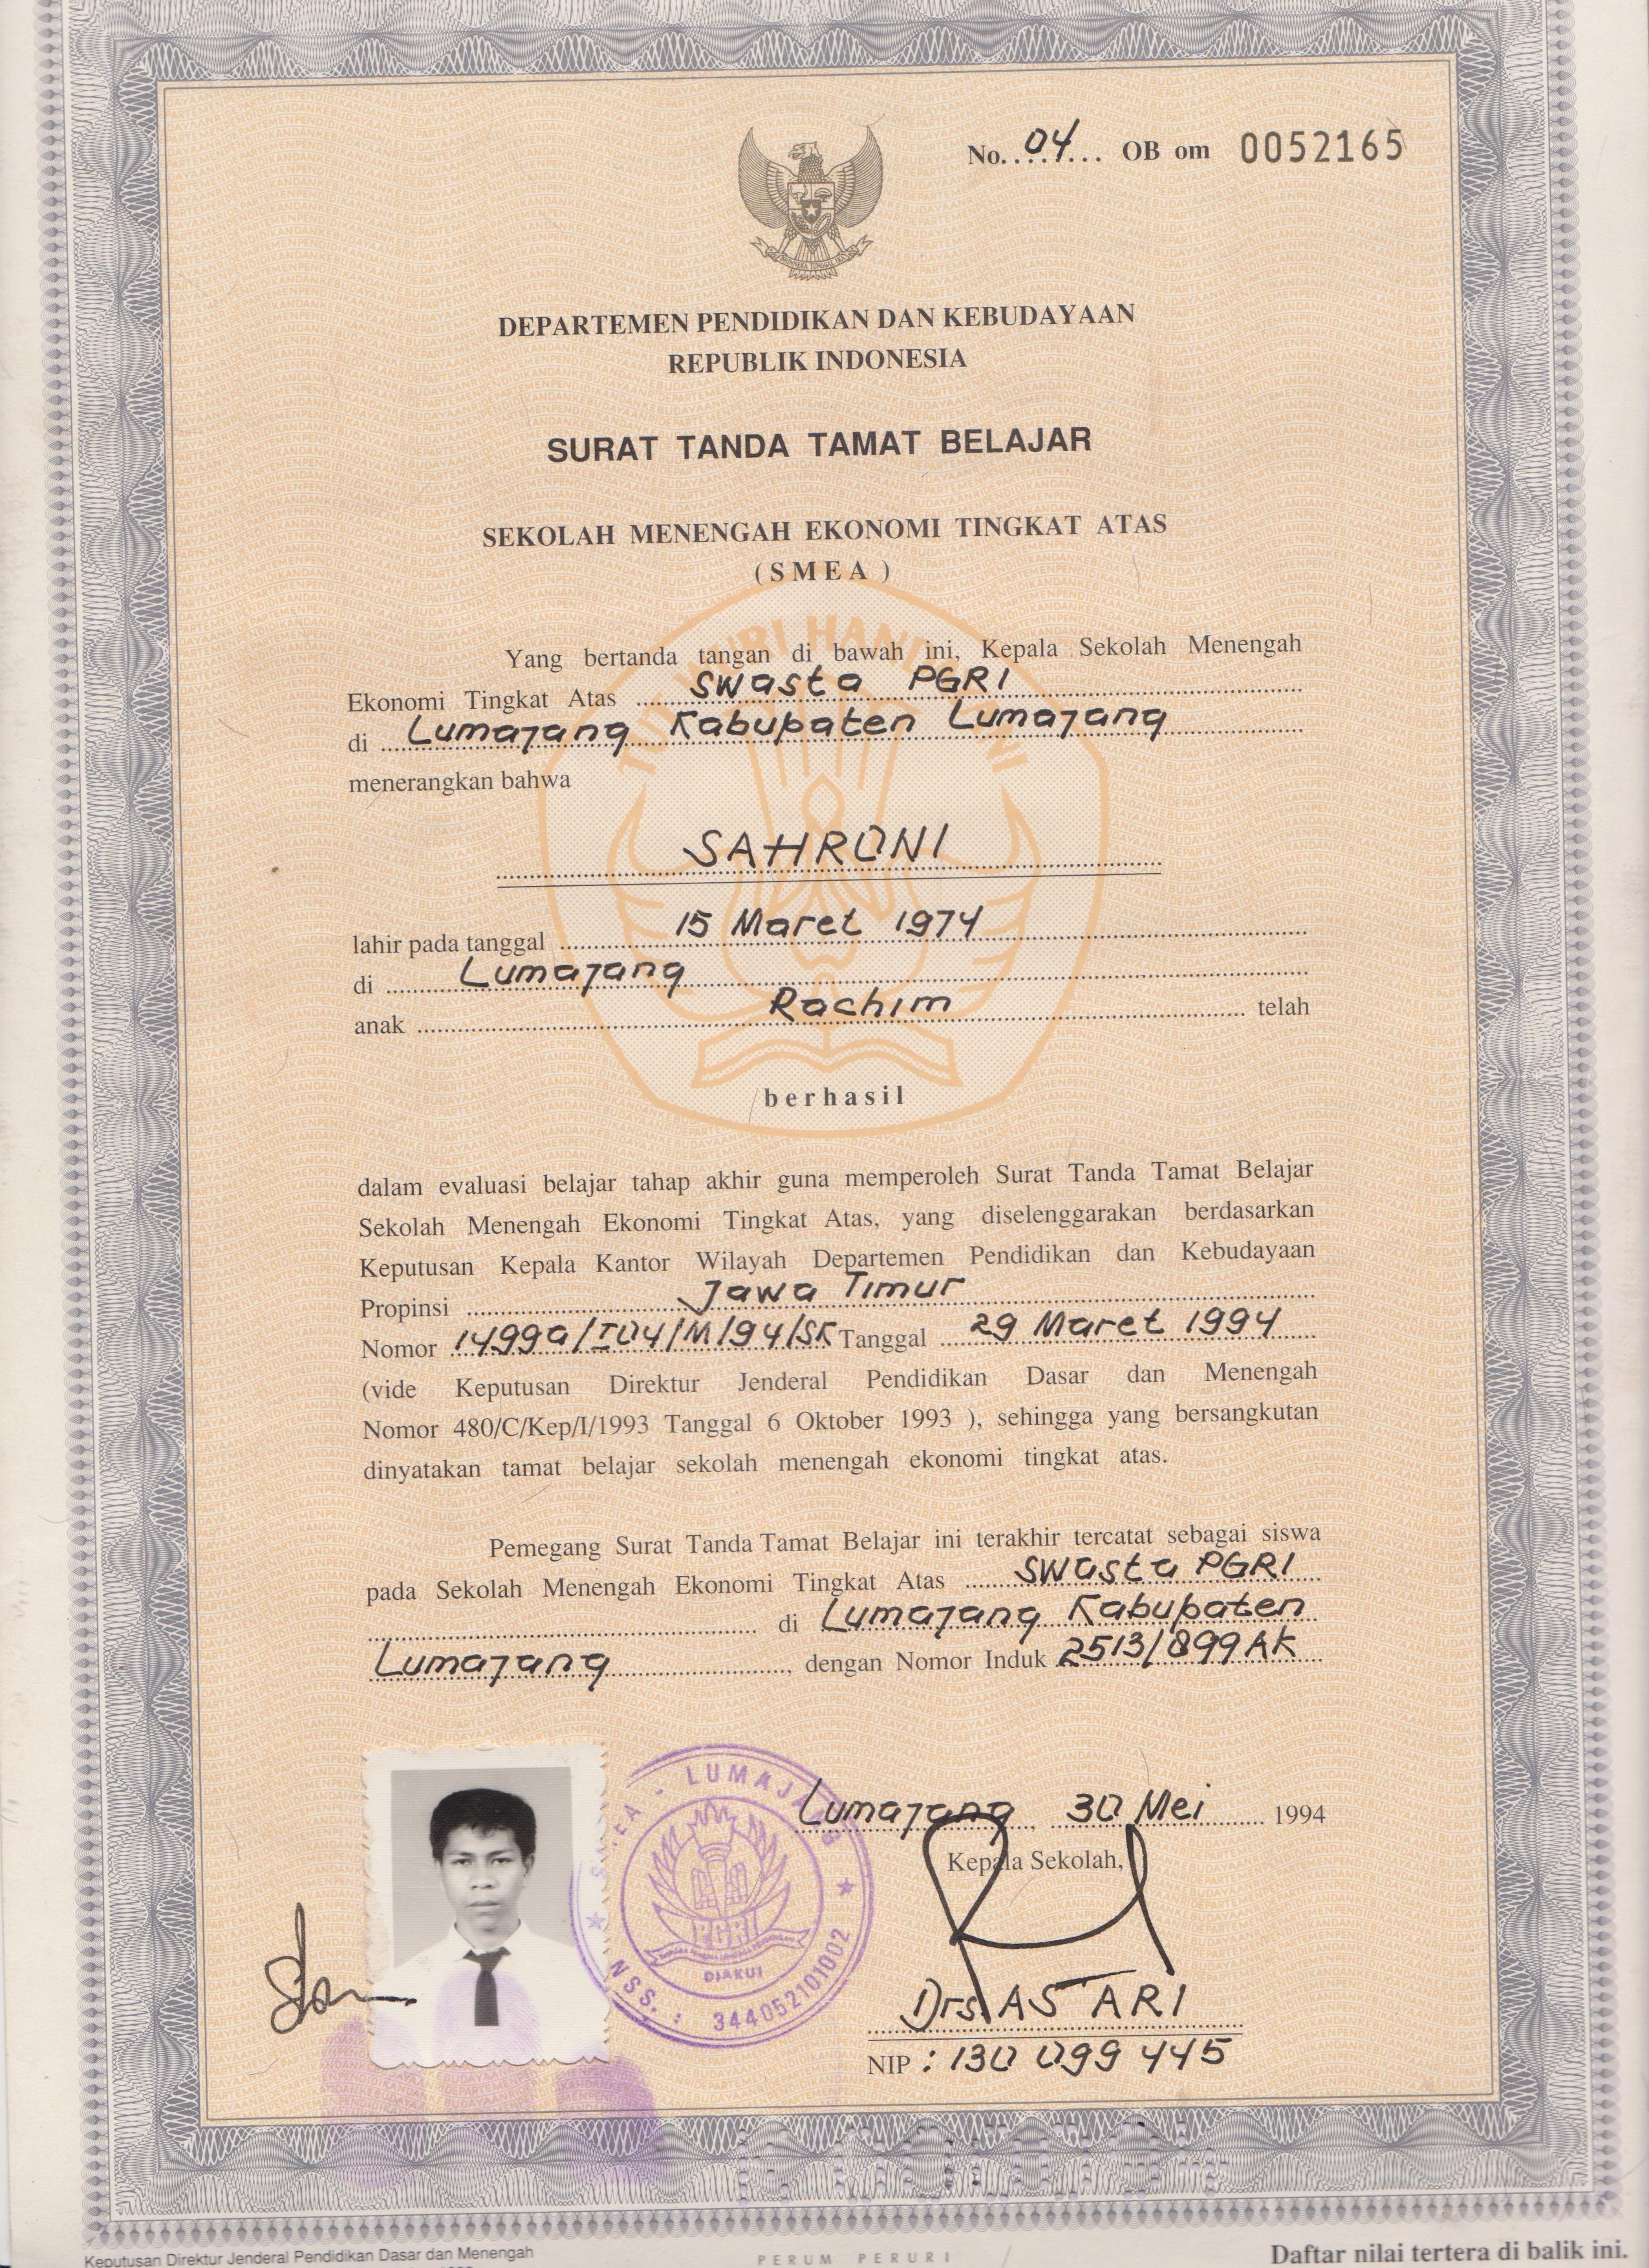 No. 04 OB om 0052165
DEPARTEMEN PENDIDIKAN DAN KEBUDAYAAN
REPUBLIK INDONESIA
SURAT TANDA TAMAT BELAJAR
SEKOLAH MENENGAH EKONOMI TINGKAT ATAS
( S M E A )
Yang bertanda tangan di bawah ini, Kepala Sekolah Menengah
Ekonomi Tingkat Atas Swasta PGRI
di Lumajang Kabupaten Lumajang
menerangkan bahwa
SAHRONI
lahir pada tanggal 15 Maret 1974
di Lumajang
anak Rachim telah
berhasil
dalam evaluasi belajar tahap akhir guna memperoleh Surat Tanda Tamat Belajar
Sekolah Menengah Ekonomi Tingkat Atas, yang diselenggarakan berdasarkan
Keputusan Kepala Kantor Wilayah Departemen Pendidikan dan Kebudayaan
Propinsi Jawa Timur
Nomor 1499a/I04/M/94/SK Tanggal 29 Maret 1994
(vide Keputusan Direktur Jenderal Pendidikan Dasar dan Menengah
Nomor 480/C/Kep/I/1993 Tanggal 6 Oktober 1993 ), sehingga yang bersangkutan
dinyatakan tamat belajar sekolah menengah ekonomi tingkat atas.
Pemegang Surat Tanda Tamat Belajar ini terakhir tercatat sebagai siswa
pada Sekolah Menengah Ekonomi Tingkat Atas Swasta PGRI
di Lumajang Kabupaten
Lumajang, dengan Nomor Induk 2513/899AK
Lumajang, 30 Mei 1994
Kepala Sekolah,
SMEA - LUMAJANG
PGRI
DIAKUI
NSS. : 344052101002
Drs. AS'ARI
NIP : 130 099 445
Keputusan Direktur Jenderal Pendidikan Dasar dan Menengah
PERUM PERURI
Daftar nilai tertera di balik ini.